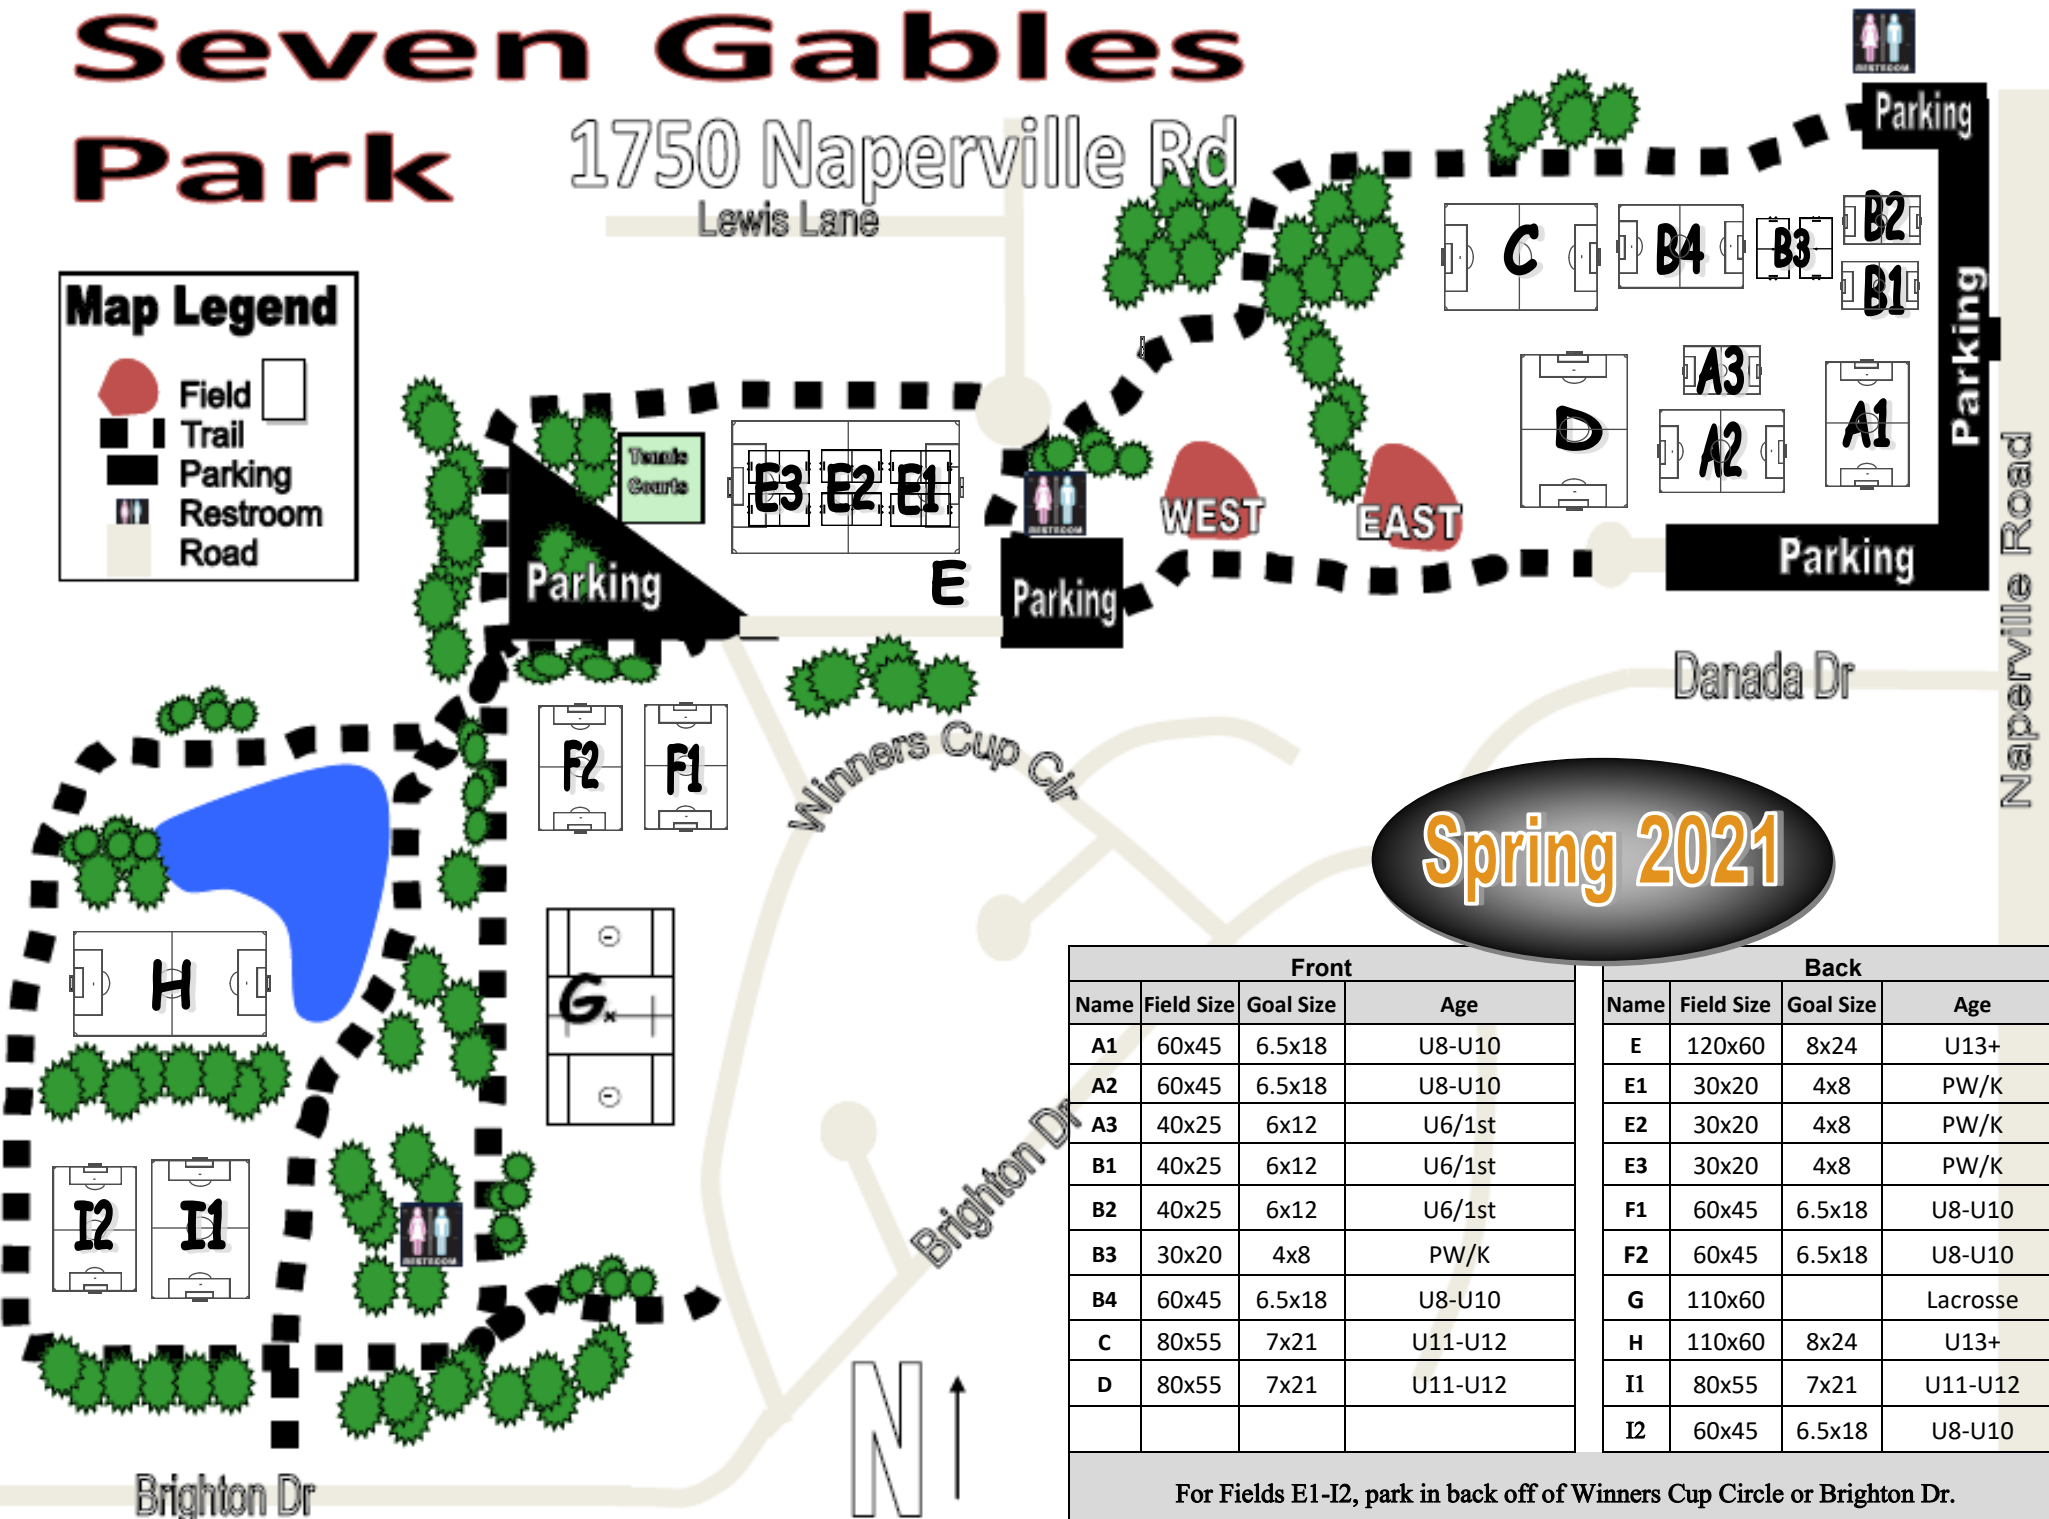 Seven Gables
Park
1750 Naperville Rd
Lewis Lane
Map Legend
Field
Trail
Parking
Restroom
Road
RESTROOM
Parking
Parking
Parking
Naperville Road
C
B4
B3
B2
B1
A3
A2
A1
D
WEST
EAST
RESTROOM
Tennis
Courts
E3
E2
E1
E
Parking
Parking
Danada Dr
Winners Cup Cir
F2
F1
G
H
I2
I1
RESTROOM
Brighton Dr
Brighton Dr
N
Spring 2021
Front
Name Field Size Goal Size Age
A1 60x45 6.5x18 U8-U10
A2 60x45 6.5x18 U8-U10
A3 40x25 6x12 U6/1st
B1 40x25 6x12 U6/1st
B2 40x25 6x12 U6/1st
B3 30x20 4x8 PW/K
B4 60x45 6.5x18 U8-U10
C 80x55 7x21 U11-U12
D 80x55 7x21 U11-U12
Back
Name Field Size Goal Size Age
E 120x60 8x24 U13+
E1 30x20 4x8 PW/K
E2 30x20 4x8 PW/K
E3 30x20 4x8 PW/K
F1 60x45 6.5x18 U8-U10
F2 60x45 6.5x18 U8-U10
G 110x60 Lacrosse
H 110x60 8x24 U13+
I1 80x55 7x21 U11-U12
I2 60x45 6.5x18 U8-U10
For Fields E1-I2, park in back off of Winners Cup Circle or Brighton Dr.